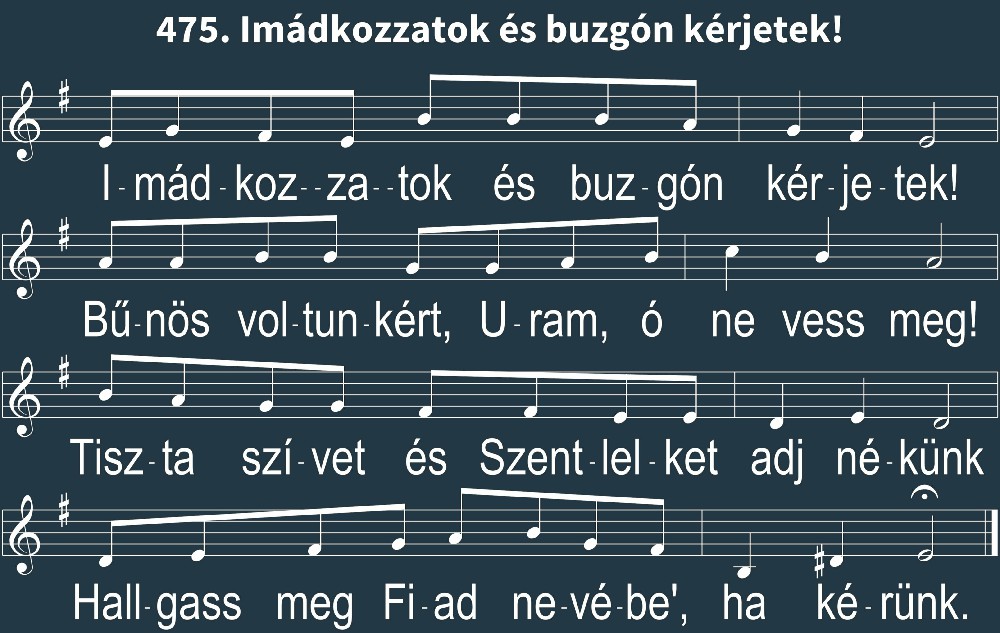 475. Imádkozzatok és buzgón kérjetek!
I-mád-koz--za--tok és buz-gón kér-je-tek!
Bű-nös vol-tun-kért, U-ram, ó ne vess meg!
Tisz-ta szí-vet és Szent-lel-ket adj né-künk
Hall-gass meg Fi-ad ne-vé-be', ha ké-rünk.